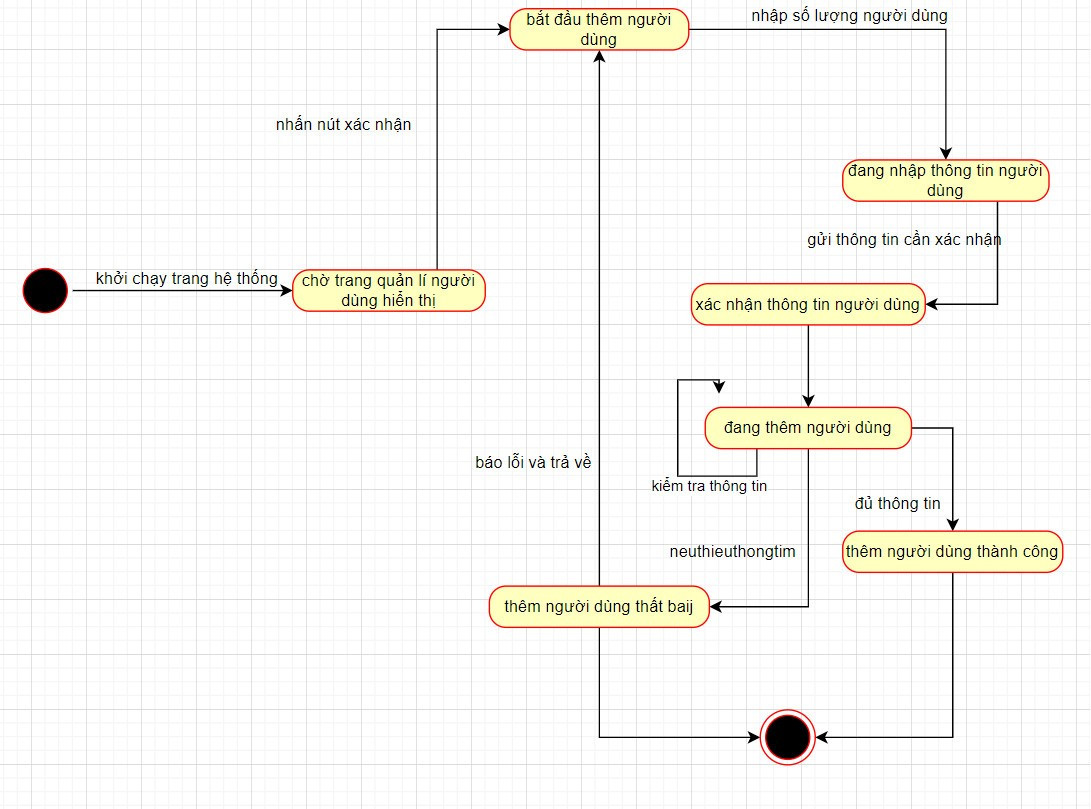 bắt đầu thêm người
dùng
nhập số lượng người dùng
nhấn nút xác nhận
đang nhập thông tin người
dùng
gửi thông tin cần xác nhận
khởi chạy trang hệ thống
chờ trang quản lí người
dùng hiển thị
xác nhận thông tin người dùng
đang thêm người dùng
báo lỗi và trả về
kiểm tra thông tin
đủ thông tin
neuthieuthongtim
thêm người dùng thành công
thêm người dùng thất baij